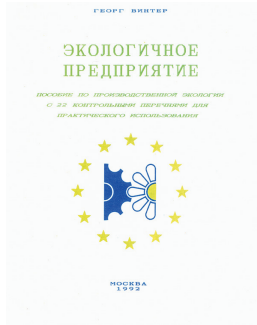 ГЕОРГ ВИНТЕР
ЭКОЛОГИЧНОЕ
ПРЕДПРИЯТИЕ
ПОСОБИЕ ПО ПРОИЗВОДСТВЕННОЙ ЭКОЛОГИИ
С 22 КОНТРОЛЬНЫМИ ПЕРЕЧНЯМИ ДЛЯ
ПРАКТИЧЕСКОГО ИСПОЛЬЗОВАНИЯ
МОСКВА
1992